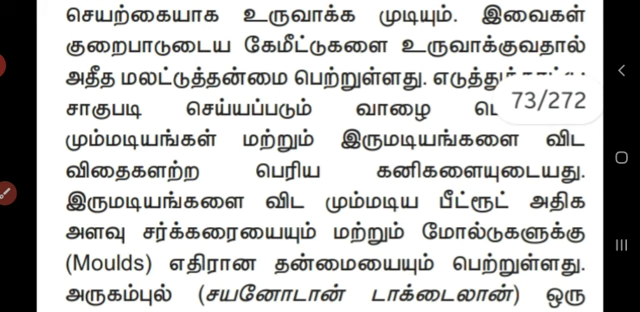 செயற்கையாக உருவாக்க முடியும். இவைகள்
குறைபாடுடைய கேமீட்டுகளை உருவாக்குவதால்
அதீத மலட்டுத்தன்மை பெற்றுள்ளது.
சாகுபடி செய்யப்படும் வாழை
73/272
மும்மடியங்கள் மற்றும் இருமடியங்களை விட
விதைகளற்ற பெரிய கனிகளையுடையது.
இருமடியங்களை விட மும்மடிய பீட்ரூட் அதிக
அளவு சர்க்கரையையும் மற்றும் மோல்டுகளுக்கு
(Moulds) எதிரான தன்மையையும் பெற்றுள்ளது.
அருகம்புல் (சயனோடான் டாக்டைலான்) ஒரு